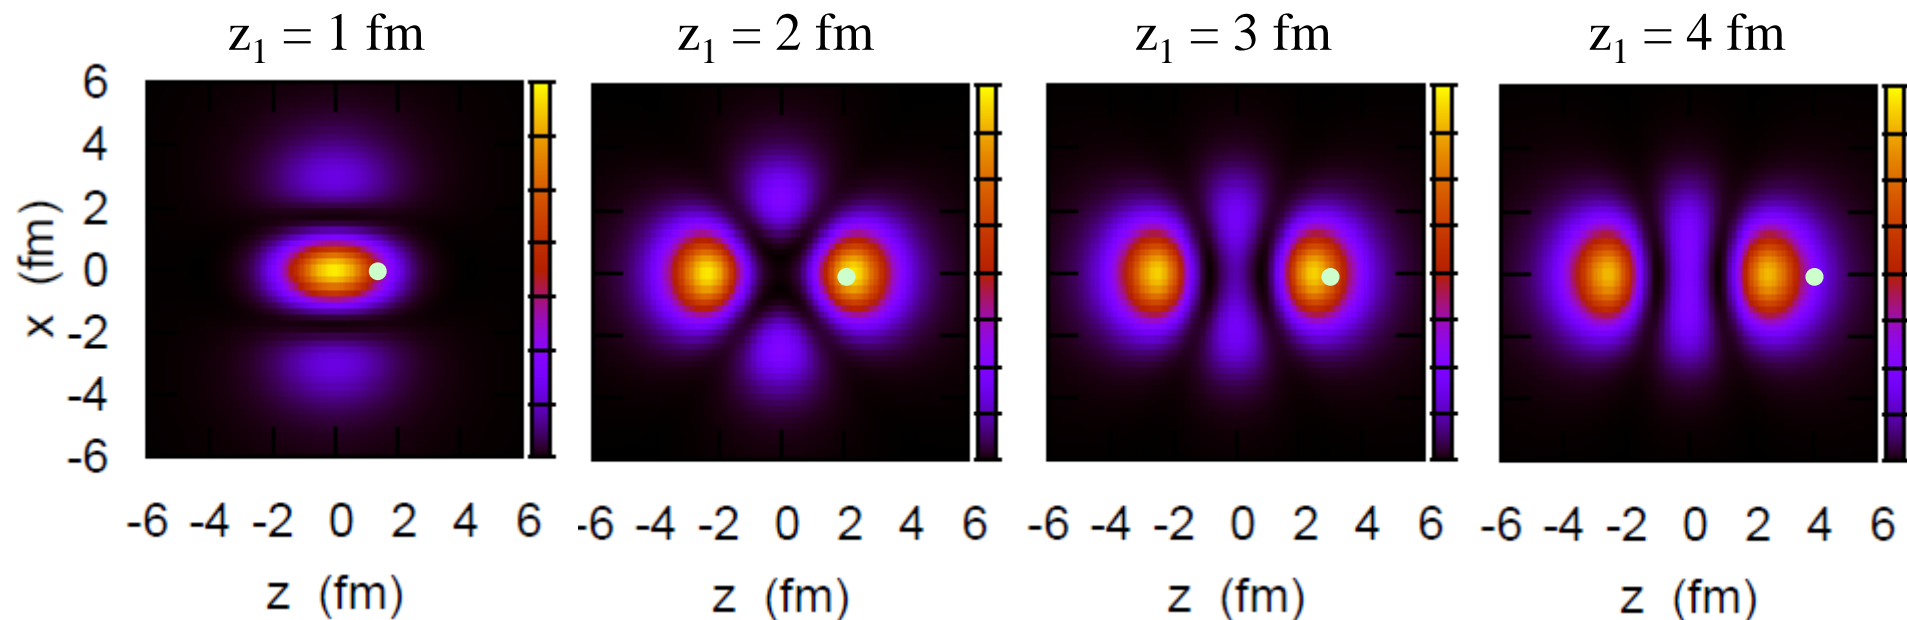 z₁ = 1 fm z₁ = 2 fm z₁ = 3 fm z₁ = 4 fm
6
4
2
0
-2
-4
-6
x (fm)
-6 -4 -2 0 2 4 6 -6 -4 -2 0 2 4 6 -6 -4 -2 0 2 4 6 -6 -4 -2 0 2 4 6
z (fm) z (fm) z (fm) z (fm)